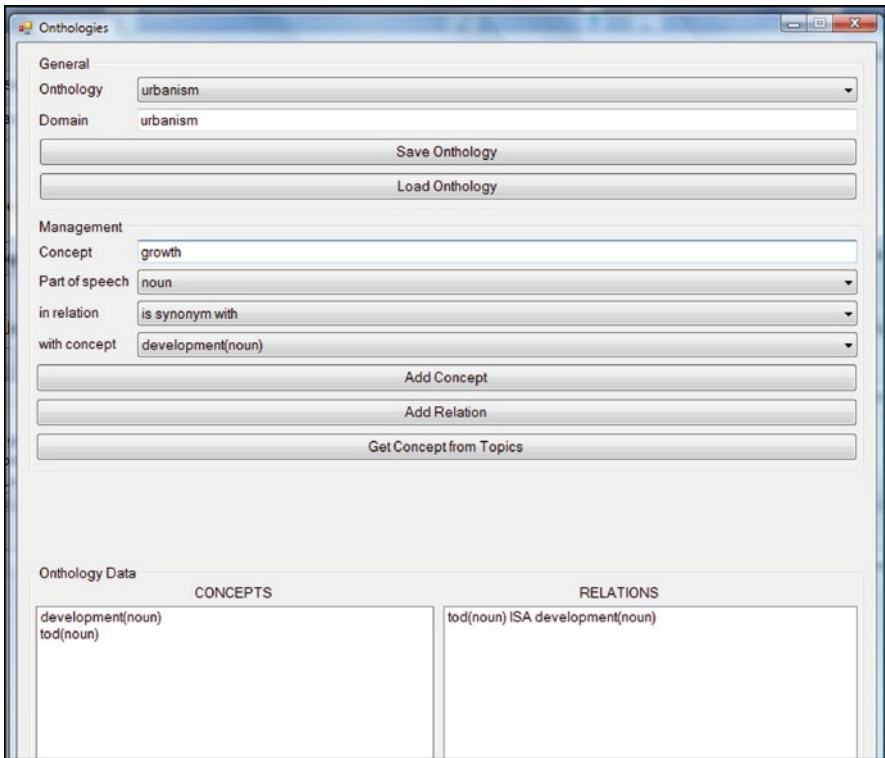 Onthologies
General
Onthology urbanism
Domain urbanism
Save Onthology
Load Onthology
Management
Concept growth
Part of speech noun
in relation is synonym with
with concept development(noun)
Add Concept
Add Relation
Get Concept from Topics
Onthology Data
CONCEPTS RELATIONS
development(noun) tod(noun) ISA development(noun)
tod(noun)